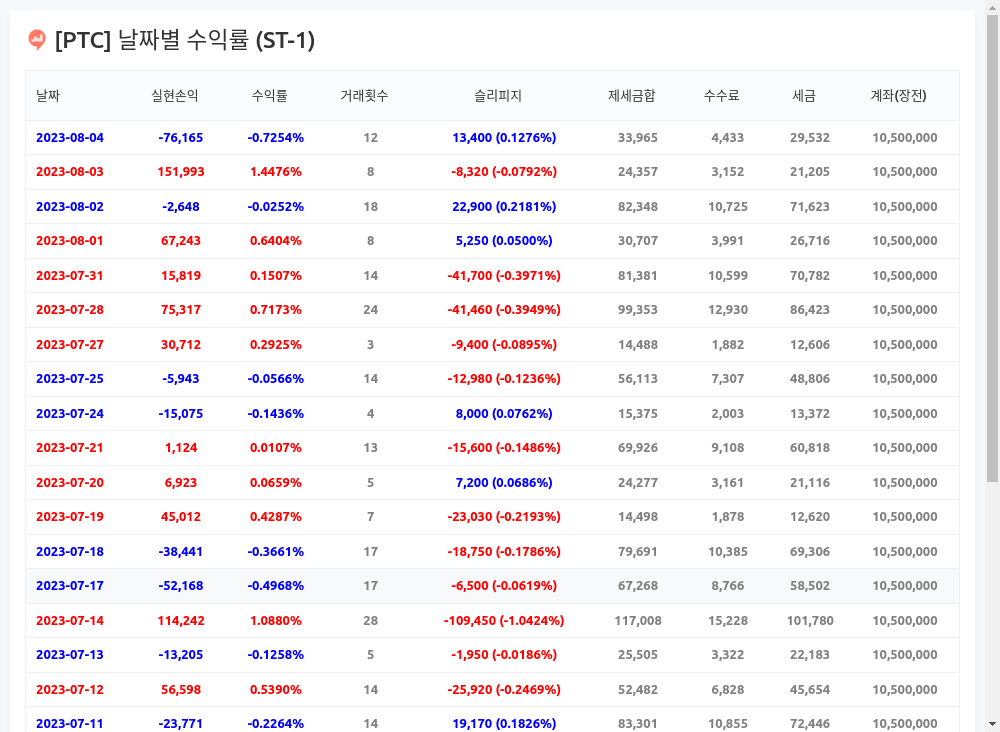 [PTC] 날짜별 수익률 (ST-1)
날짜 실현손익 수익률 거래횟수 슬리피지 제세금합 수수료 세금 계좌(장전)
2023-08-04 -76,165 -0.7254% 12 13,400 (0.1276%) 33,965 4,433 29,532 10,500,000
2023-08-03 151,993 1.4476% 8 -8,320 (-0.0792%) 24,357 3,152 21,205 10,500,000
2023-08-02 -2,648 -0.0252% 18 22,900 (0.2181%) 82,348 10,725 71,623 10,500,000
2023-08-01 67,243 0.6404% 8 5,250 (0.0500%) 30,707 3,991 26,716 10,500,000
2023-07-31 15,819 0.1507% 14 -41,700 (-0.3971%) 81,381 10,599 70,782 10,500,000
2023-07-28 75,317 0.7173% 24 -41,460 (-0.3949%) 99,353 12,930 86,423 10,500,000
2023-07-27 30,712 0.2925% 3 -9,400 (-0.0895%) 14,488 1,882 12,606 10,500,000
2023-07-25 -5,943 -0.0566% 14 -12,980 (-0.1236%) 56,113 7,307 48,806 10,500,000
2023-07-24 -15,075 -0.1436% 4 8,000 (0.0762%) 15,375 2,003 13,372 10,500,000
2023-07-21 1,124 0.0107% 13 -15,600 (-0.1486%) 69,926 9,108 60,818 10,500,000
2023-07-20 6,923 0.0659% 5 7,200 (0.0686%) 24,277 3,161 21,116 10,500,000
2023-07-19 45,012 0.4287% 7 -23,030 (-0.2193%) 14,498 1,878 12,620 10,500,000
2023-07-18 -38,441 -0.3661% 17 -18,750 (-0.1786%) 79,691 10,385 69,306 10,500,000
2023-07-17 -52,168 -0.4968% 17 -6,500 (-0.0619%) 67,268 8,766 58,502 10,500,000
2023-07-14 114,242 1.0880% 28 -109,450 (-1.0424%) 117,008 15,228 101,780 10,500,000
2023-07-13 -13,205 -0.1258% 5 -1,950 (-0.0186%) 25,505 3,322 22,183 10,500,000
2023-07-12 56,598 0.5390% 14 -25,920 (-0.2469%) 52,482 6,828 45,654 10,500,000
2023-07-11 -23,771 -0.2264% 14 19,170 (0.1826%) 83,301 10,855 72,446 10,500,000